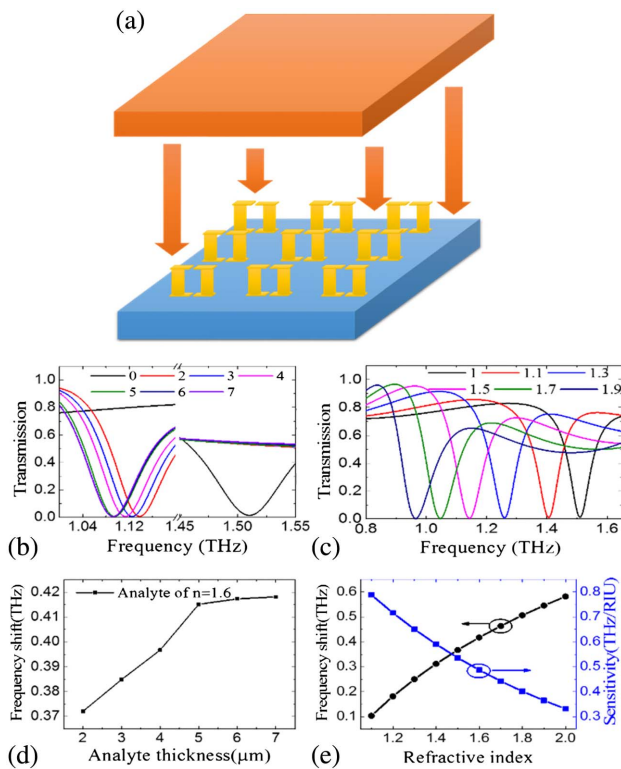 (a)
0 2 3 4
5 6 7
1.0
0.8
0.6
0.4
0.2
0.0
Transmission
1.04 1.12 1.45 1.50 1.55
Frequency (THz)
(b)
1 1.1 1.3
1.5 1.7 1.9
1.0
0.8
0.6
0.4
0.2
0.0
Transmission
0.8 1.0 1.2 1.4 1.6
Frequency (THz)
(c)
Analyte of n=1.6
0.42
0.41
0.40
0.39
0.38
0.37
Frequency shift(THz)
2 3 4 5 6 7
Analyte thickness(μm)
(d)
0.6
0.5
0.4
0.3
0.2
0.1
Frequency shift(THz)
0.8
0.7
0.6
0.5
0.4
0.3
Sensitivity(THz/RIU)
1.2 1.4 1.6 1.8 2.0
Refractive index
(e)